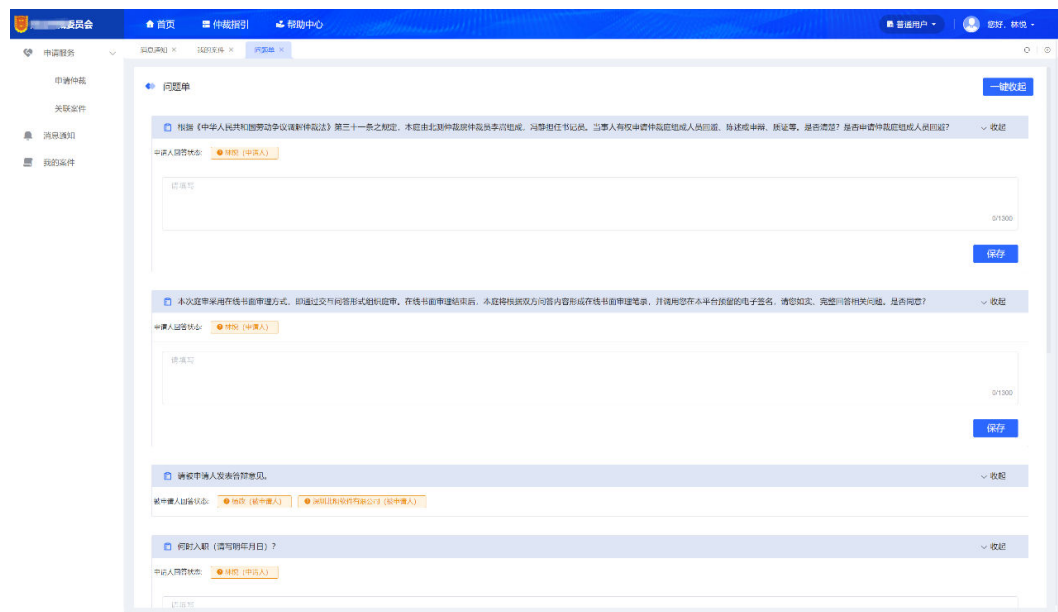 委员会
首页
仲裁指引
帮助中心
普通用户
您好，林悦
申请服务
申请仲裁
关联案件
消息通知
我的案件
消息通知 ×
我的案件 ×
问题单 ×
问题单
一键收起
根据《中华人民共和国劳动争议调解仲裁法》第三十一条之规定，本庭由北测仲裁院仲裁员李启组成，冯静担任书记员。当事人有权申请仲裁庭组成人员回避、陈述或申辩、质证等，是否清楚？是否申请仲裁庭组成人员回避？
收起
申请人回答状态:
林悦（申请人）
请填写
0/1300
保存
本次庭审采用在线书面审理方式，即通过交互问答形式组织庭审。在线书面审理结束后，本庭将根据双方问答内容形成在线书面审理笔录，并调用您在本平台预留的电子签名，请您如实、完整回答相关问题。是否同意？
收起
申请人回答状态:
林悦（申请人）
请填写
0/1300
保存
请被申请人发表答辩意见。
收起
被申请人回答状态:
（被申请人）
（被申请人）
何时入职（请写明年月日）？
收起
申请人回答状态:
林悦（申请人）
请填写